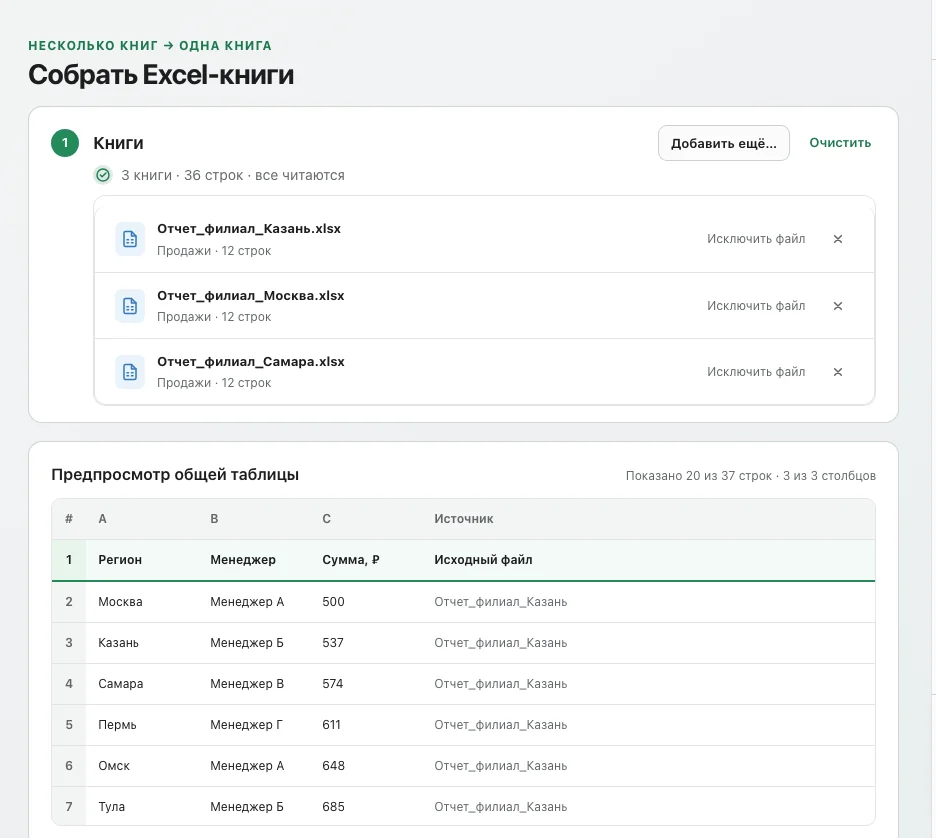 НЕСКОЛЬКО КНИГ → ОДНА КНИГА
Собрать Excel-книги
1 Книги Добавить ещё... Очистить
3 книги · 36 строк · все читаются
Отчет_филиал_Казань.xlsx
Продажи · 12 строк
Исключить файл ×
Отчет_филиал_Москва.xlsx
Продажи · 12 строк
Исключить файл ×
Отчет_филиал_Самара.xlsx
Продажи · 12 строк
Исключить файл ×
Предпросмотр общей таблицы Показано 20 из 37 строк · 3 из 3 столбцов
# A B C Источник
1 Регион Менеджер Сумма, ₽ Исходный файл
2 Москва Менеджер А 500 Отчет_филиал_Казань
3 Казань Менеджер Б 537 Отчет_филиал_Казань
4 Самара Менеджер В 574 Отчет_филиал_Казань
5 Пермь Менеджер Г 611 Отчет_филиал_Казань
6 Омск Менеджер А 648 Отчет_филиал_Казань
7 Тула Менеджер Б 685 Отчет_филиал_Казань